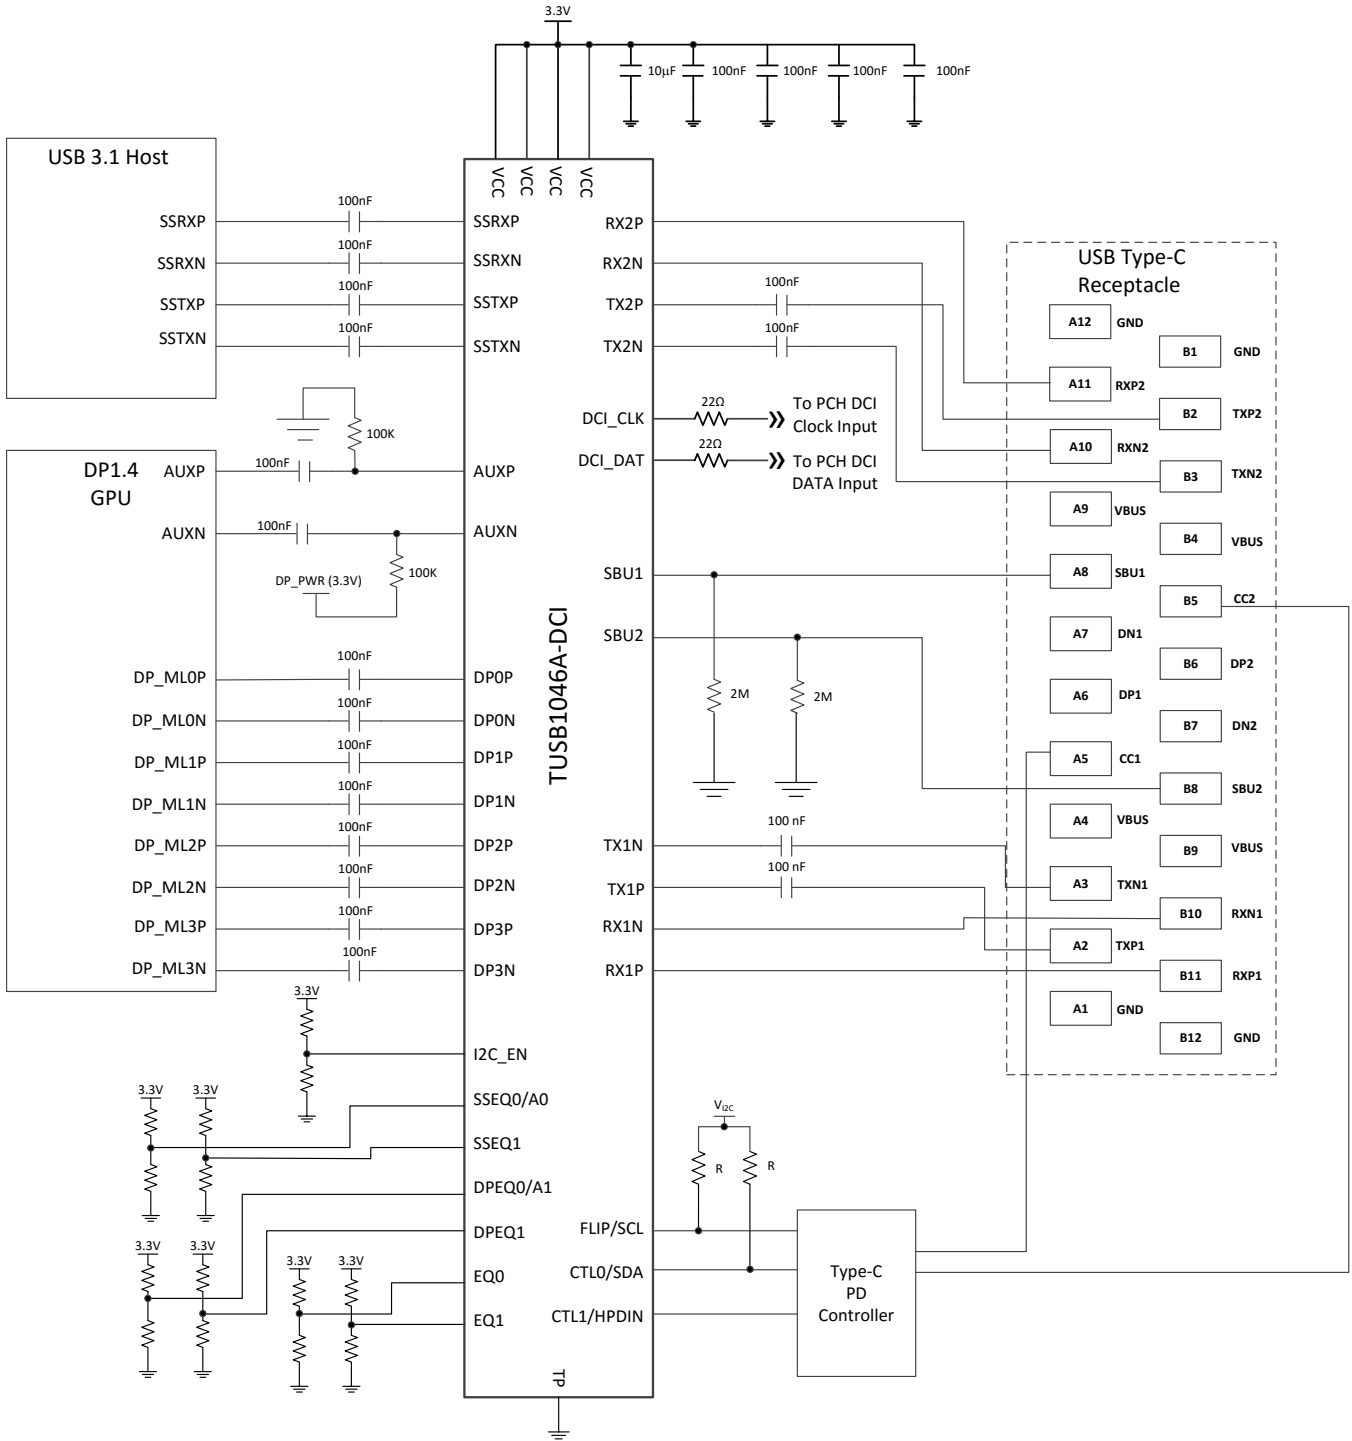 3.3V
10µF
100nF
100nF
100nF
100nF
USB 3.1 Host
SSRXP
SSRXN
SSTXP
SSTXN
100nF
100nF
100nF
100nF
VCC
VCC
VCC
VCC
SSRXP
SSRXN
SSTXP
SSTXN
RX2P
RX2N
TX2P
TX2N
100nF
100nF
100K
DP1.4
GPU
AUXP
AUXN
100nF
100nF
100K
DP_PWR (3.3V)
AUXP
AUXN
DCI_CLK
DCI_DAT
22Ω
22Ω
To PCH DCI
Clock Input
To PCH DCI
DATA Input
SBU1
SBU2
2M
2M
TUSB1046A-DCI
DP_ML0P
DP_ML0N
DP_ML1P
DP_ML1N
DP_ML2P
DP_ML2N
DP_ML3P
DP_ML3N
100nF
100nF
100nF
100nF
100nF
100nF
100nF
100nF
DP0P
DP0N
DP1P
DP1N
DP2P
DP2N
DP3P
DP3N
TX1N
TX1P
RX1N
RX1P
100 nF
100 nF
USB Type-C
Receptacle
A12 GND
B1 GND
A11 RXP2
B2 TXP2
A10 RXN2
B3 TXN2
A9 VBUS
B4 VBUS
A8 SBU1
B5 CC2
A7 DN1
B6 DP2
A6 DP1
B7 DN2
A5 CC1
B8 SBU2
A4 VBUS
B9 VBUS
A3 TXN1
B10 RXN1
A2 TXP1
B11 RXP1
A1 GND
B12 GND
3.3V
I2C_EN
3.3V
3.3V
SSEQ0/A0
SSEQ1
DPEQ0/A1
DPEQ1
3.3V
3.3V
3.3V
3.3V
EQ0
EQ1
VI2C
R
R
FLIP/SCL
CTL0/SDA
CTL1/HPDIN
Type-C
PD
Controller
TP